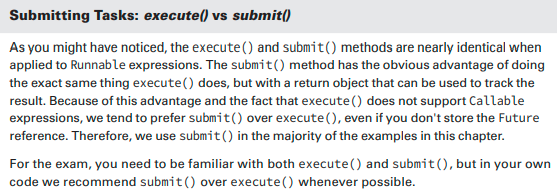 Submitting Tasks: execute() vs submit()
As you might have noticed, the execute() and submit() methods are nearly identical when
applied to Runnable expressions. The submit() method has the obvious advantage of doing
the exact same thing execute() does, but with a return object that can be used to track the
result. Because of this advantage and the fact that execute() does not support Callable
expressions, we tend to prefer submit() over execute(), even if you don't store the Future
reference. Therefore, we use submit() in the majority of the examples in this chapter.
For the exam, you need to be familiar with both execute() and submit(), but in your own
code we recommend submit() over execute() whenever possible.